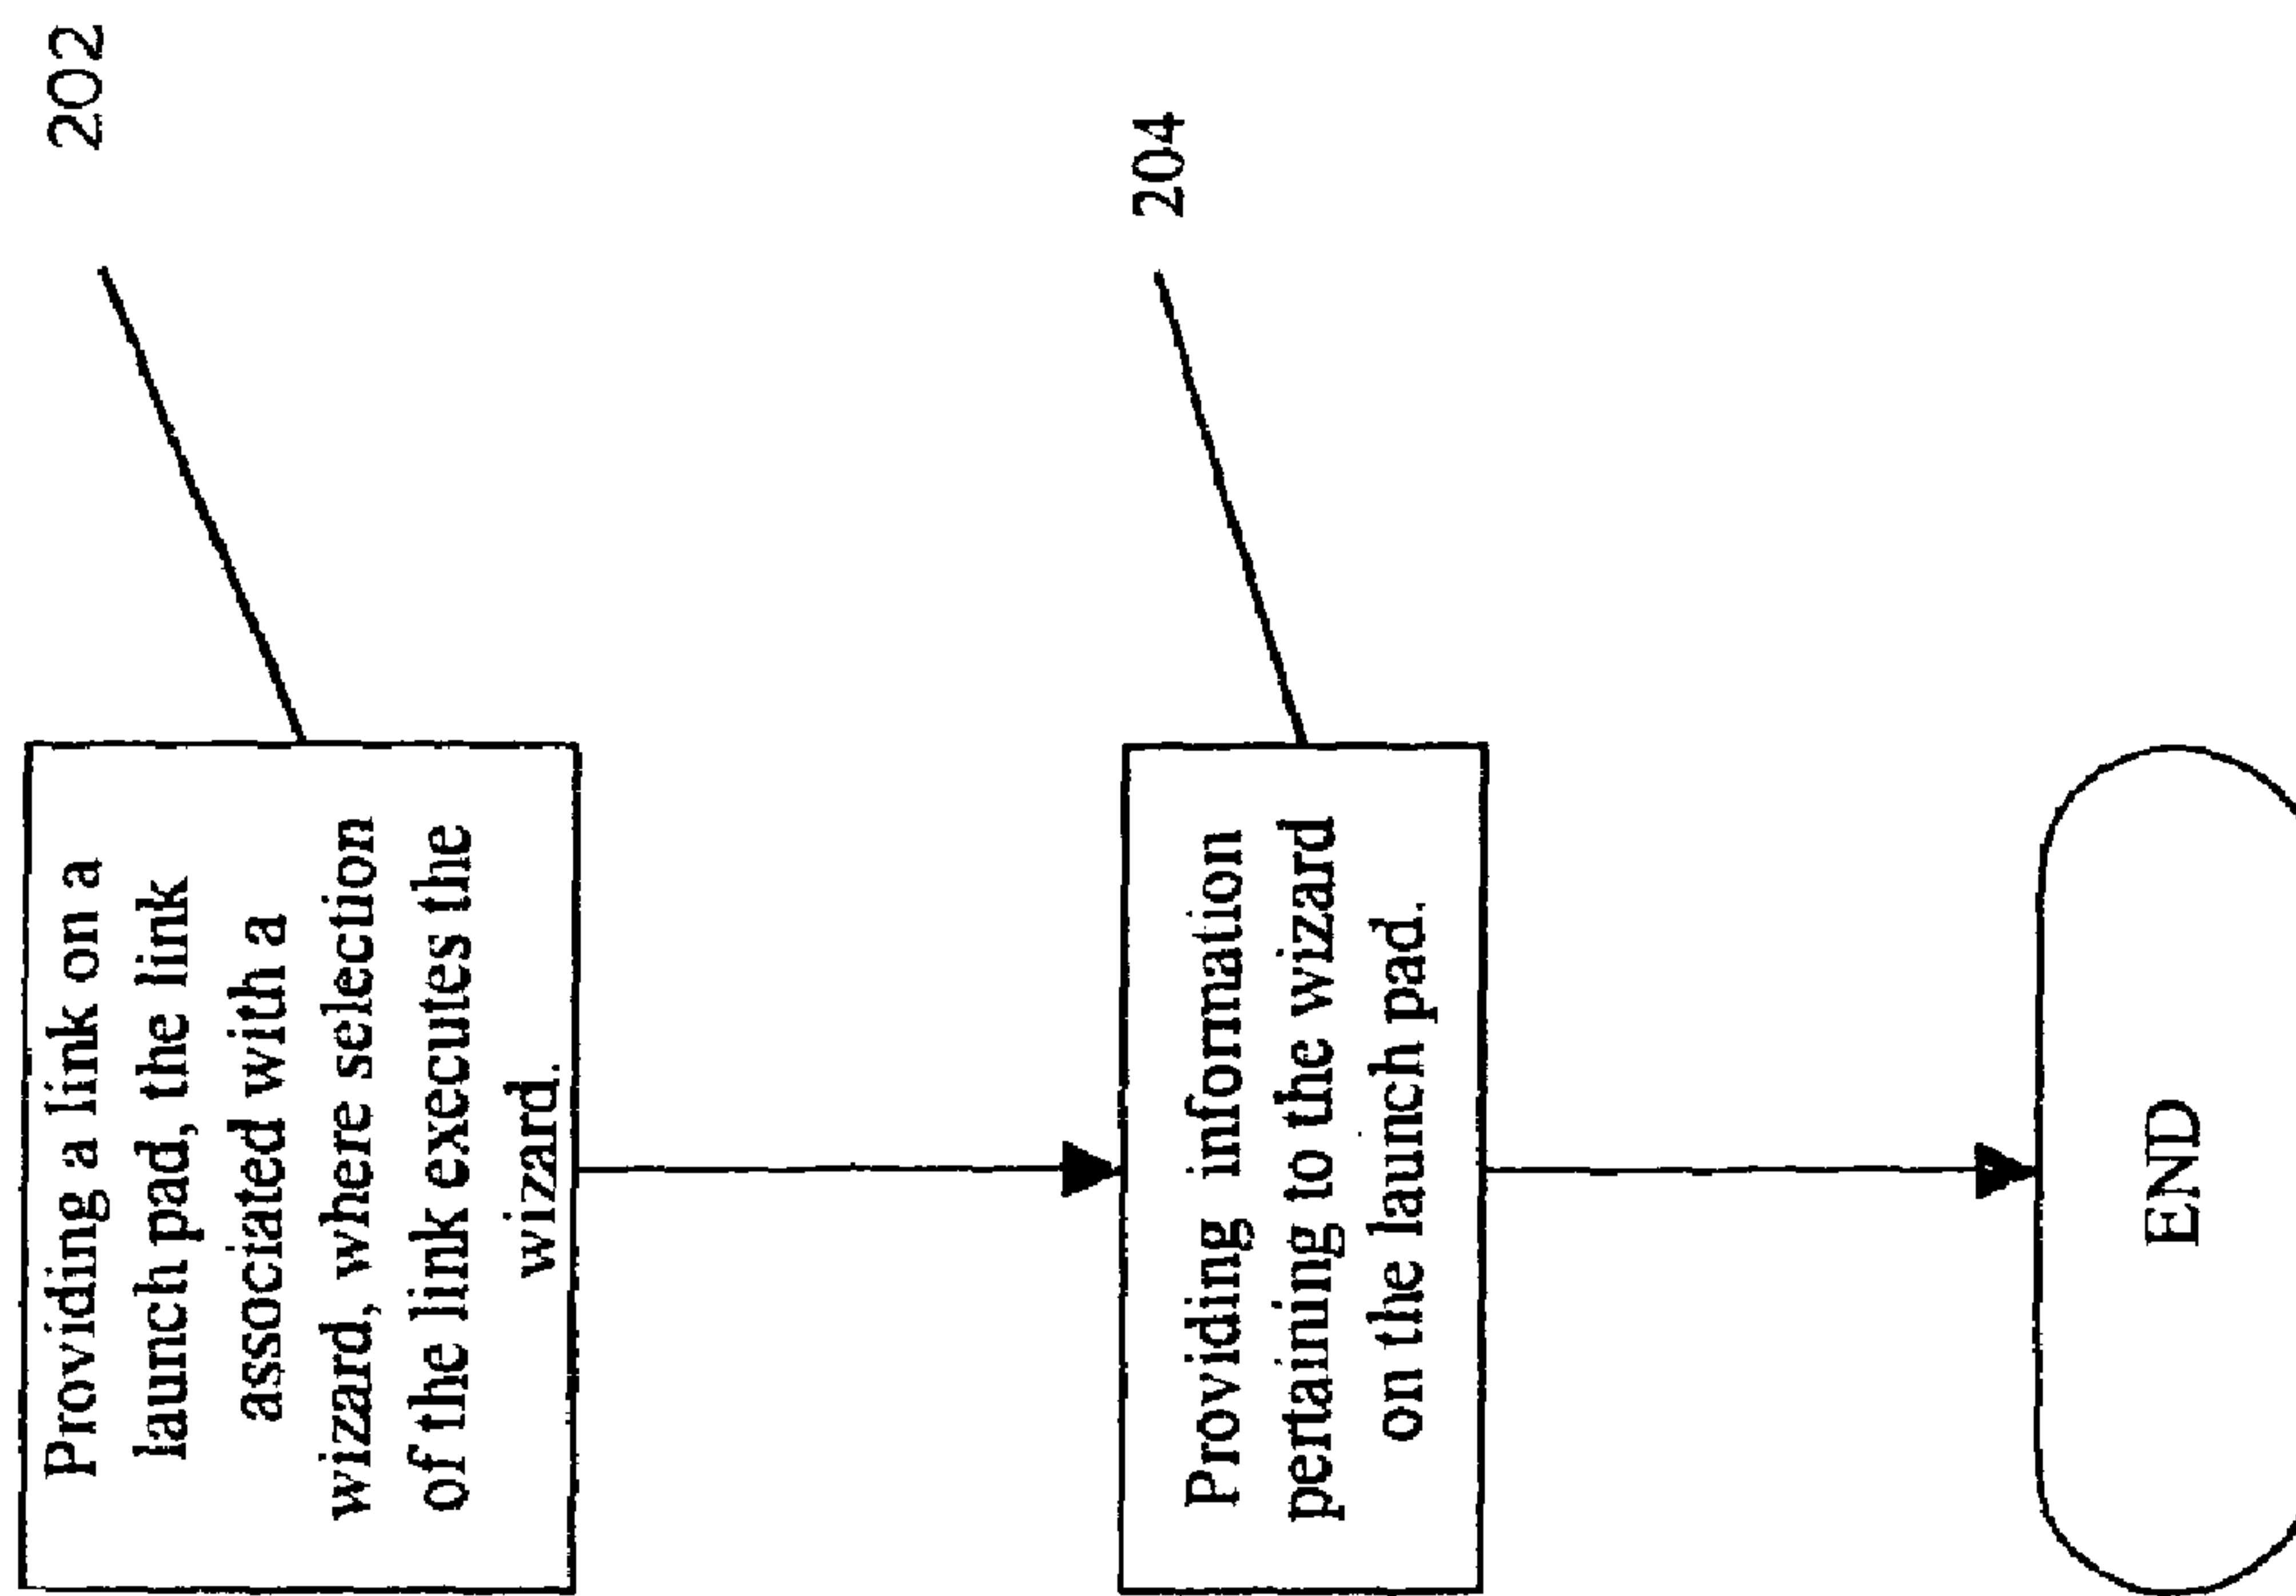 Providing a link on a
launch pad, the link
associated with a
wizard, where selection
of the link executes the
wizard.
202
Providing information
pertaining to the wizard
on the launch pad.
204
END